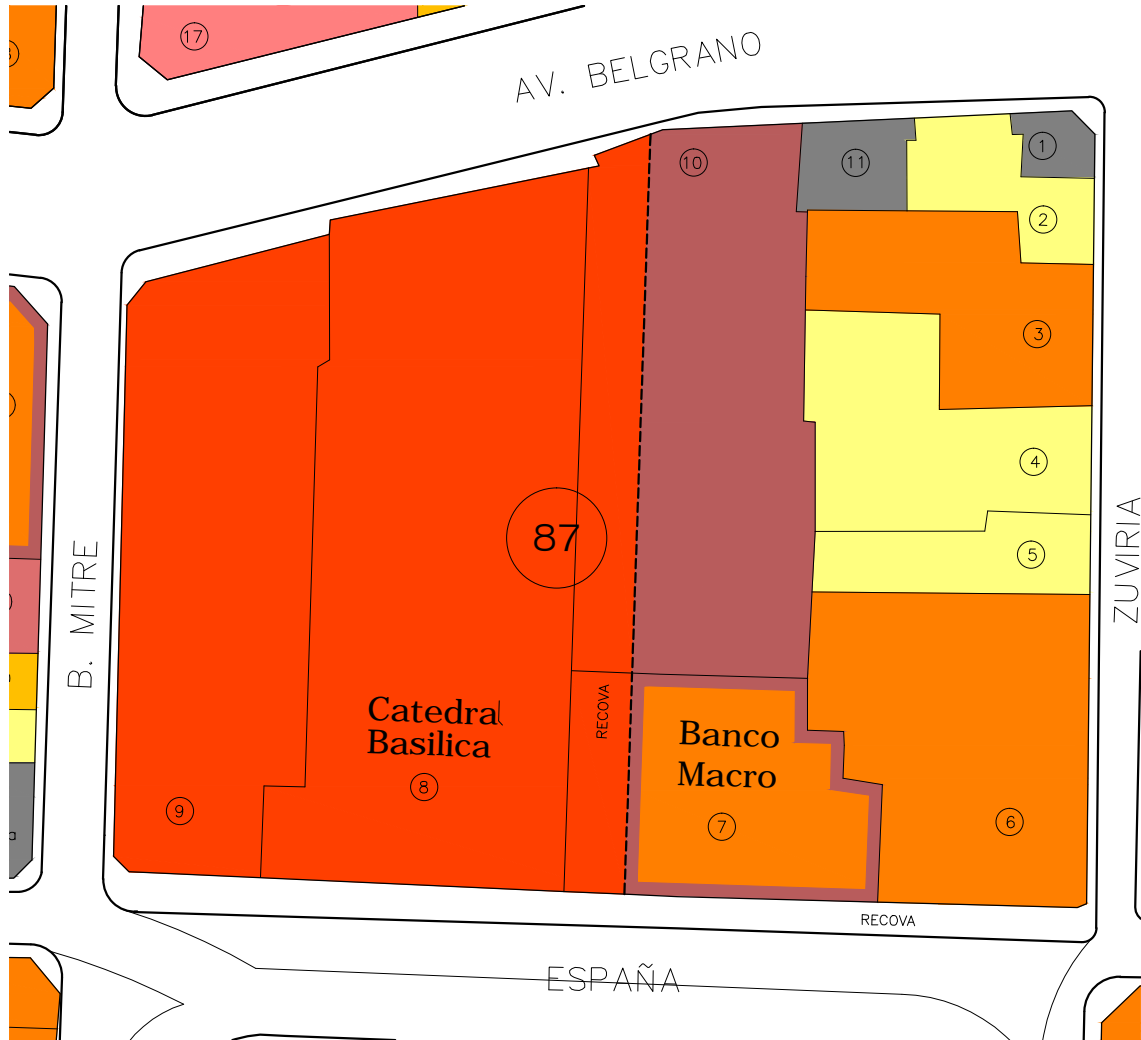 17
AV. BELGRANO
10
11
1
2
3
4
87
5
B. MITRE
ZUVIRIA
RECOVA
Catedral
Basilica
Banco
Macro
8
9
7
6
RECOVA
ESPAÑA